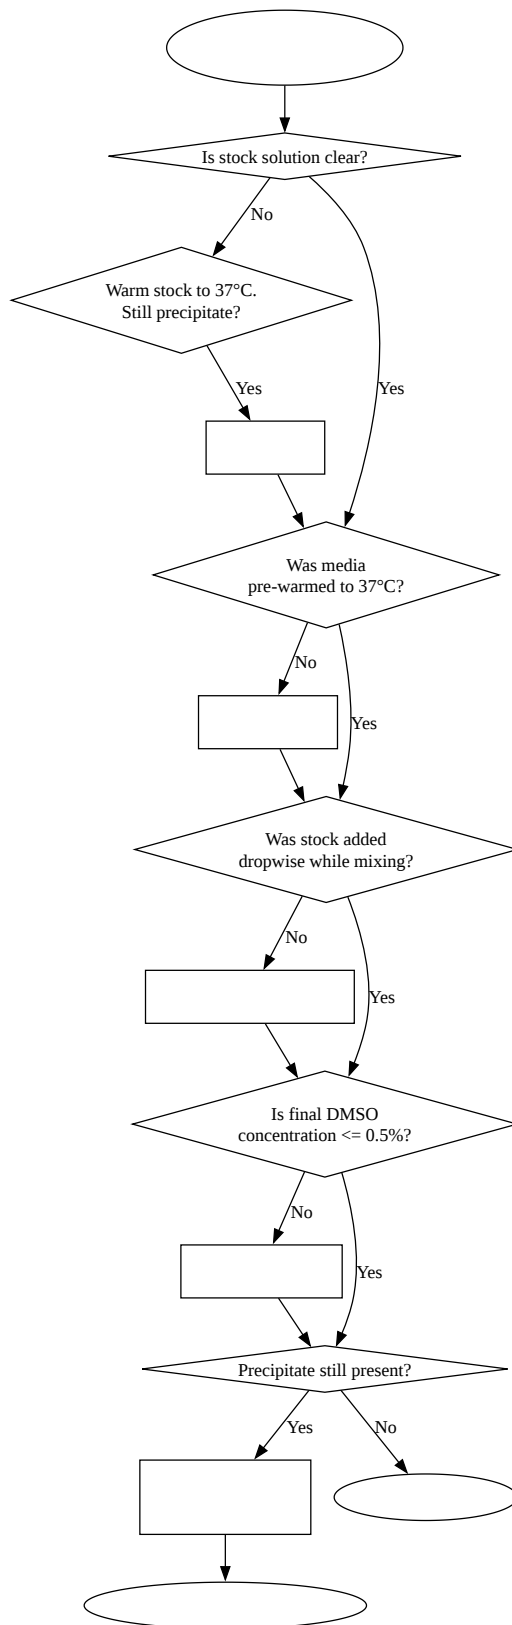 Is stock solution clear?
No
Warm stock to 37°C.
Still precipitate?
Yes
Yes
Was media
pre-warmed to 37°C?
No
Yes
Was stock added
dropwise while mixing?
No
Yes
Is final DMSO
concentration <= 0.5%?
No
Yes
Precipitate still present?
Yes
No